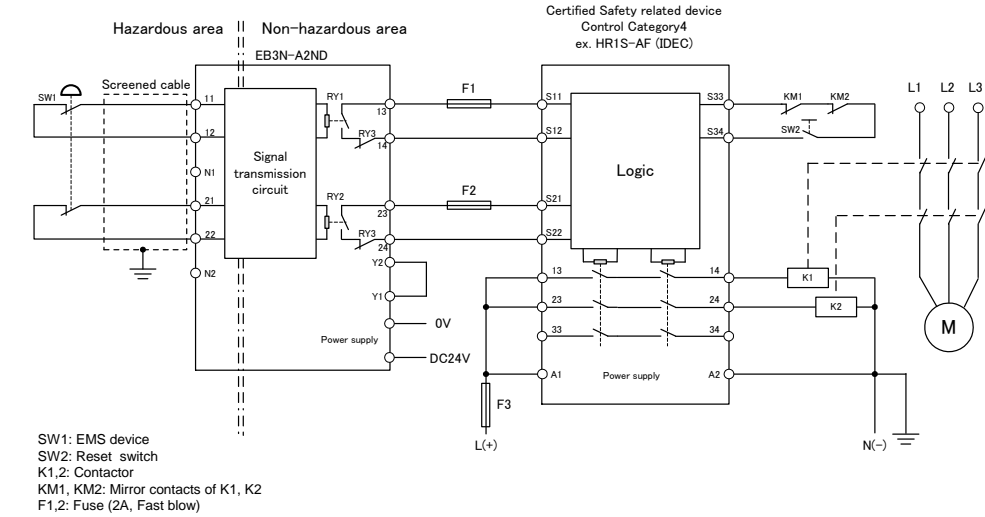 Certified Safety related device
Control Category4
ex. HR1S-AF (IDEC)
Hazardous area
Non-hazardous area
EB3N-A2ND
Screened cable
SW1
11
12
N1
21
22
N2
Signal
transmission
circuit
RY1
13
RY3
14
RY2
23
RY3
24
Y2
Y1
0V
Power supply
DC24V
F1
F2
F3
L(+)
S11
S12
S21
S22
Logic
S33
S34
13
14
23
24
33
34
A1
Power supply
A2
KM1
KM2
SW2
K1
K2
N(-)
L1
L2
L3
M
SW1: EMS device
SW2: Reset switch
K1,2: Contactor
KM1, KM2: Mirror contacts of K1, K2
F1,2: Fuse (2A, Fast blow)